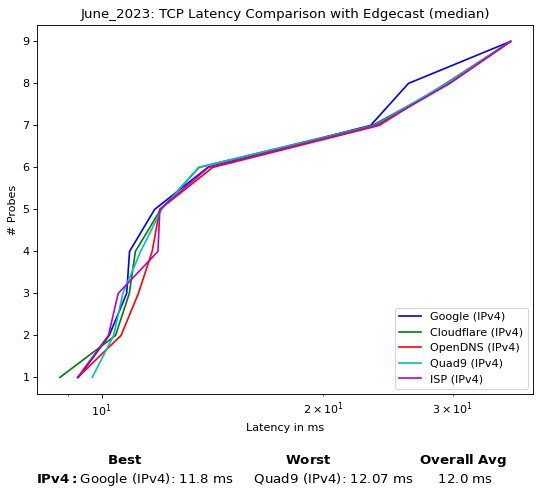 June_2023: TCP Latency Comparison with Edgecast (median)
9
8
7
6
5
4
3
2
1
# Probes
Google (IPv4)
Cloudflare (IPv4)
OpenDNS (IPv4)
Quad9 (IPv4)
ISP (IPv4)
10¹ 2 × 10¹ 3 × 10¹
Latency in ms
Best Worst Overall Avg
IPv4: Google (IPv4): 11.8 ms Quad9 (IPv4): 12.07 ms 12.0 ms